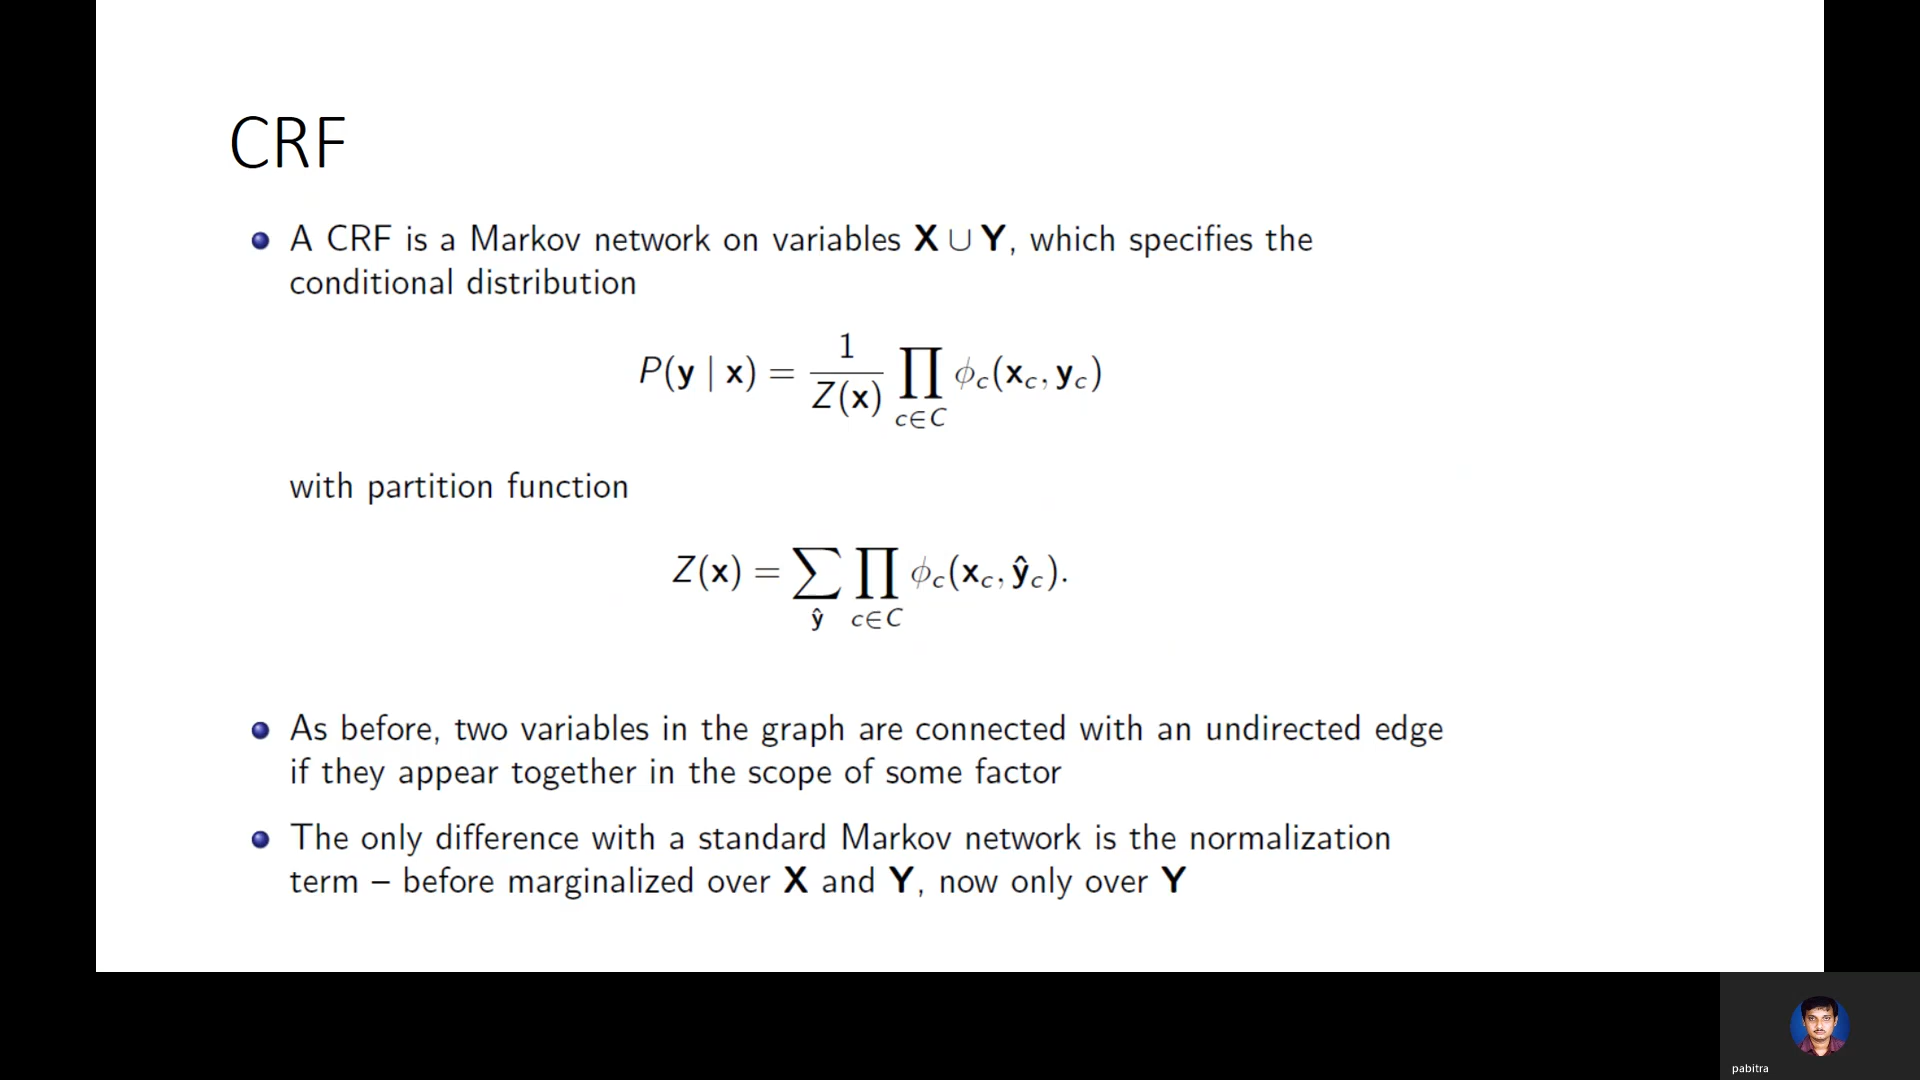 CRF
A CRF is a Markov network on variables X ∪ Y, which specifies the
conditional distribution
P(y | x) = 1/Z(x) ∏_{c∈C} ϕ_c(x_c, y_c)
with partition function
Z(x) = ∑_ŷ ∏_{c∈C} ϕ_c(x_c, ŷ_c).
As before, two variables in the graph are connected with an undirected edge
if they appear together in the scope of some factor
The only difference with a standard Markov network is the normalization
term – before marginalized over X and Y, now only over Y
pabitra